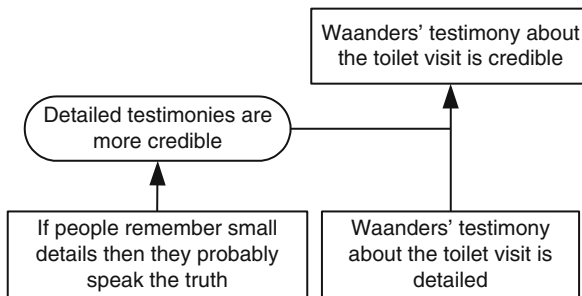 Waanders’ testimony about
the toilet visit is credible
Detailed testimonies are
more credible
If people remember small
details then they probably
speak the truth
Waanders’ testimony
about the toilet visit is
detailed